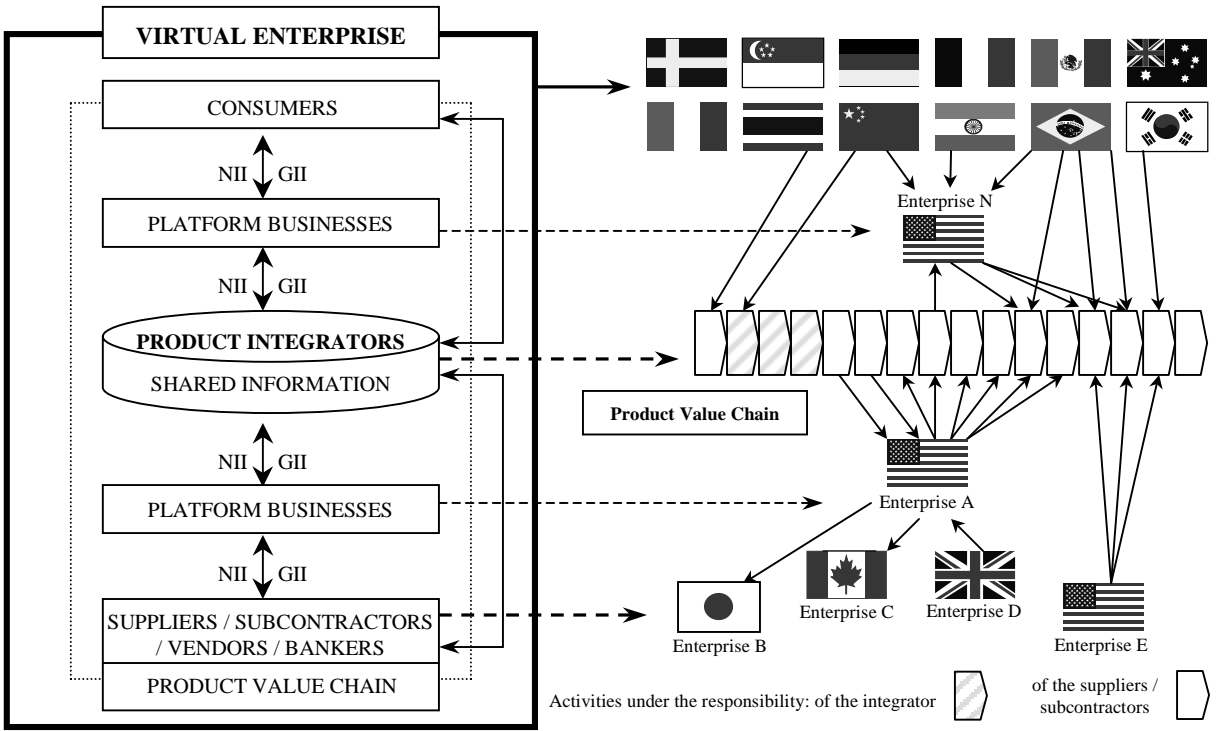 VIRTUAL ENTERPRISE
CONSUMERS
NII GII
PLATFORM BUSINESSES
NII GII
PRODUCT INTEGRATORS
SHARED INFORMATION
NII GII
PLATFORM BUSINESSES
NII GII
SUPPLIERS / SUBCONTRACTORS
/ VENDORS / BANKERS
PRODUCT VALUE CHAIN
Enterprise N
Product Value Chain
Enterprise A
Enterprise B
Enterprise C
Enterprise D
Enterprise E
Activities under the responsibility: of the integrator
of the suppliers /
subcontractors